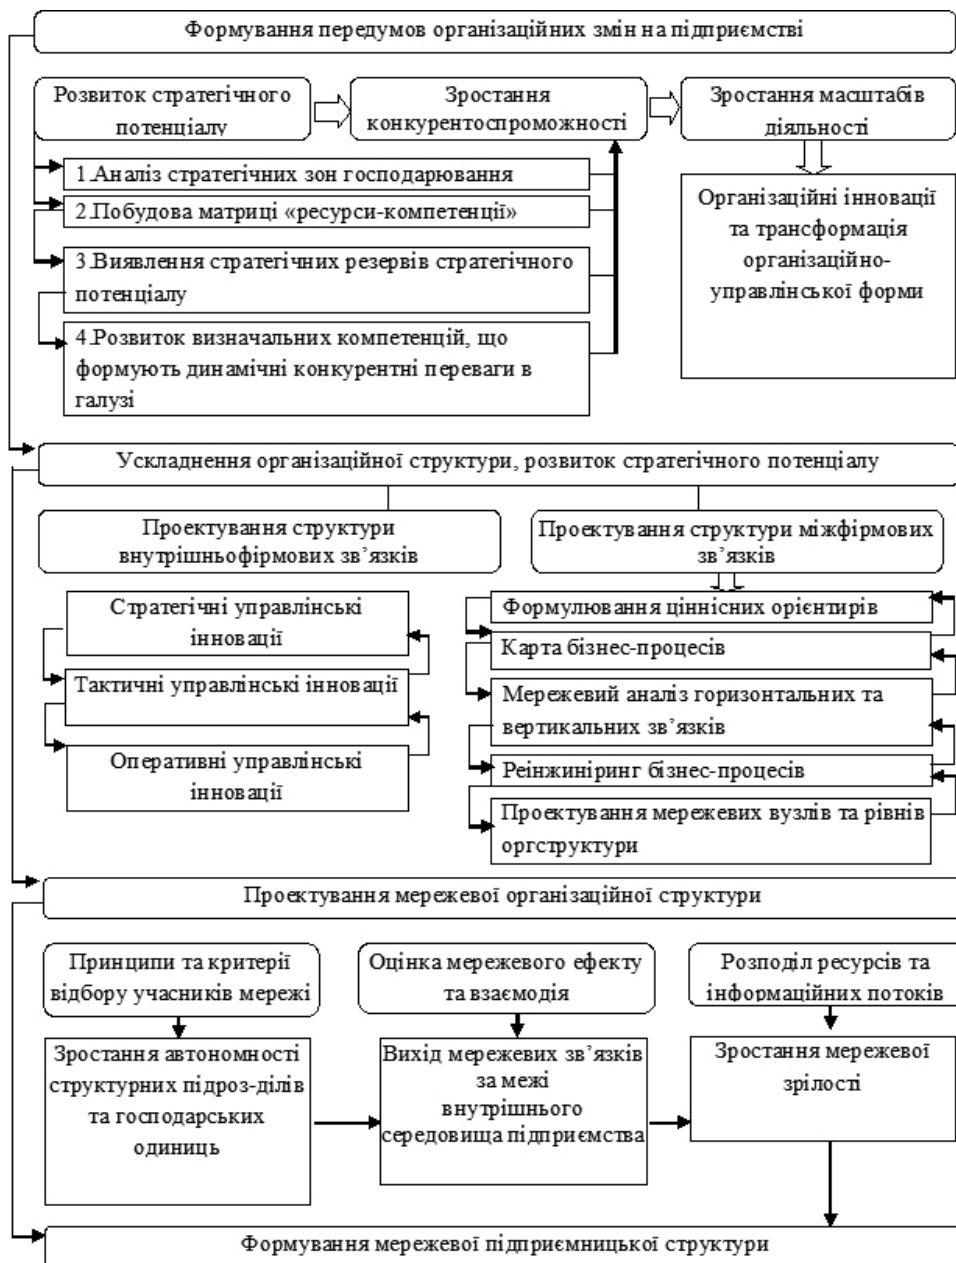 Формування передумов організаційних змін на підприємстві
Розвиток стратегічного
потенціалу
Зростання
конкурентоспроможності
Зростання масштабів
діяльності
1.Аналіз стратегічних зон господарювання
2.Побудова матриці «ресурси-компетенції»
3.Виявлення стратегічних резервів стратегічного
потенціалу
4.Розвиток визначальних компетенцій, що
формують динамічні конкурентні переваги в
галузі
Організаційні інновації
та трансформація
організаційно-
управлінської форми
Ускладнення організаційної структури, розвиток стратегічного потенціалу
Проектування структури
внутрішньофірмових зв’язків
Проектування структури міжфірмових
зв’язків
Стратегічні управлінські
інновації
Тактичні управлінські інновації
Оперативні управлінські
інновації
Формулювання ціннісних орієнтирів
Карта бізнес-процесів
Мережевий аналіз горизонтальних та
вертикальних зв’язків
Реінжиніринг бізнес-процесів
Проектування мережевих вузлів та рівнів
оргструктури
Проектування мережевої організаційної структури
Принципи та критерії
відбору учасників мережі
Оцінка мережевого ефекту
та взаємодія
Розподіл ресурсів та
інформаційних потоків
Зростання автономності
структурних підроз-ділів
та господарських
одиниць
Вихід мережевих зв’язків
за межі
внутрішнього
середовища підприємства
Зростання мережевої
зрілості
Формування мережевої підприємницької структури